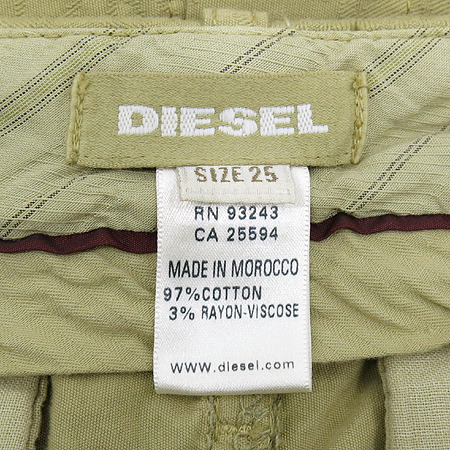 DIESEL
SIZE 25
RN 93243
CA 25594
MADE IN MOROCCO
97%COTTON
3% RAYON-VISCOSE
www.diesel.com